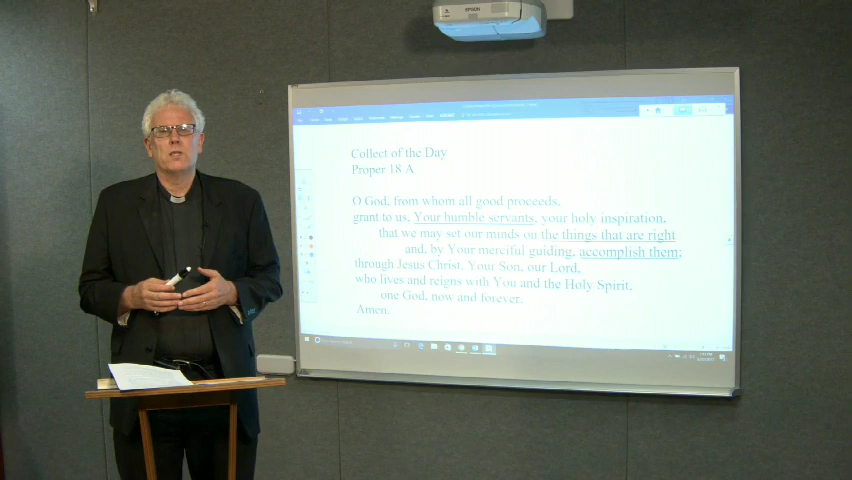 EPSON
Collect of the Day
Proper 18 A
O God, from whom all good proceeds,
grant to us, Your humble servants, your holy inspiration,
that we may set our minds on the things that are right
and, by Your merciful guiding, accomplish them;
through Jesus Christ, Your Son, our Lord,
who lives and reigns with You and the Holy Spirit,
one God, now and forever.
Amen.